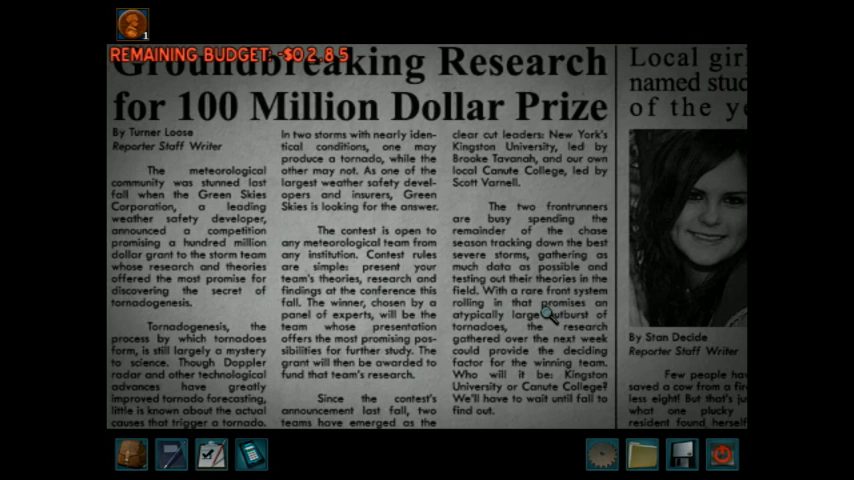 1
REMAINING BUDGET: -$02.85
Groundbreaking Research
for 100 Million Dollar Prize
By Turner Loose
Reporter Staff Writer
The meteorological
community was stunned last
fall when the Green Skies
Corporation, a leading
weather safety developer,
announced a competition
promising a hundred million
dollar grant to the storm team
whose research and theories
offered the most promise for
discovering the secret of
tornadogenesis.
Tornadogenesis, the
process by which tornadoes
form, is still largely a mystery
to science. Though Doppler
radar and other technological
advances have greatly
improved tornado forecasting,
little is known about the actual
causes that trigger a tornado.
In two storms with nearly iden-
tical conditions, one may
produce a tornado, while the
other may not. As one of the
largest weather safety devel-
opers and insurers, Green
Skies is looking for the answer.
The contest is open to
any meteorological team from
any institution. Contest rules
are simple: present your
team's theories, research and
findings at the conference this
fall. The winner, chosen by a
panel of experts, will be the
team whose presentation
offers the most promising pos-
sibilities for further study. The
grant will then be awarded to
fund that team's research.
Since the contest's
announcement last fall, two
teams have emerged as the
clear cut leaders: New York's
Kingston University, led by
Brooke Tavanah, and our own
local Canute College, led by
Scott Varnell.
The two frontrunners
are busy spending the
remainder of the chase
season tracking down the best
severe storms, gathering as
much data as possible and
testing out their theories in the
field. With a rare front system
rolling in that promises an
atypically large outburst of
tornadoes, the research
gathered over the next week
could provide the deciding
factor for the winning team.
Who will it be: Kingston
University or Canute College?
We'll have to wait until fall to
find out.
Local girl
named stud
of the ye
By Stan Decide
Reporter Staff Writer
Few people ha
saved a cow from a fire
less eight! But that's ju
what one plucky
resident found herself